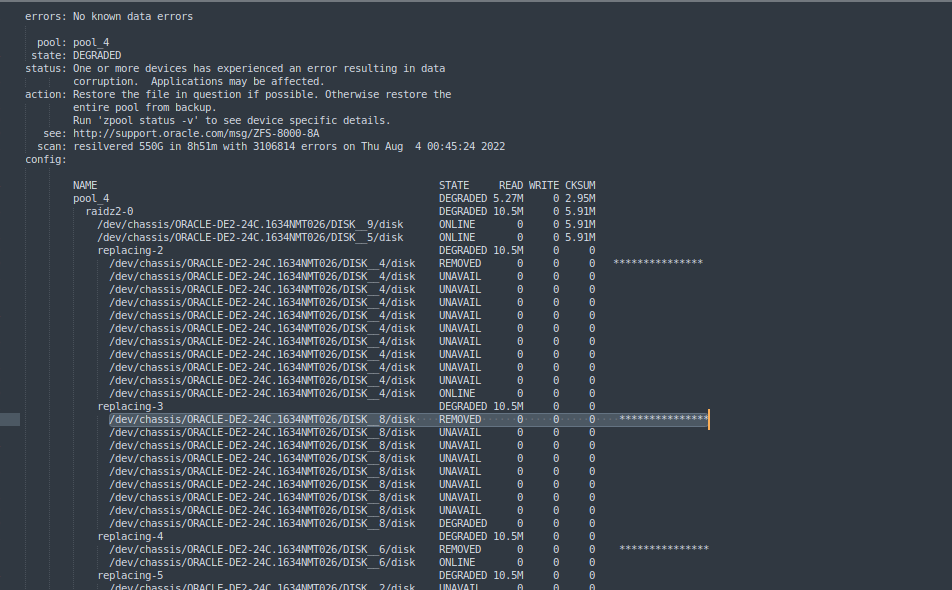 errors: No known data errors
pool: pool_4
state: DEGRADED
status: One or more devices has experienced an error resulting in data
corruption.  Applications may be affected.
action: Restore the file in question if possible. Otherwise restore the
entire pool from backup.
Run 'zpool status -v' to see device specific details.
see: http://support.oracle.com/msg/ZFS-8000-8A
scan: resilvered 550G in 8h51m with 3106814 errors on Thu Aug  4 00:45:24 2022
config:
NAME STATE READ WRITE CKSUM
pool_4 DEGRADED 5.27M 0 2.95M
raidz2-0 DEGRADED 10.5M 0 5.91M
/dev/chassis/ORACLE-DE2-24C.1634NMT026/DISK__9/disk ONLINE 0 0 5.91M
/dev/chassis/ORACLE-DE2-24C.1634NMT026/DISK__5/disk ONLINE 0 0 5.91M
replacing-2 DEGRADED 10.5M 0 0
/dev/chassis/ORACLE-DE2-24C.1634NMT026/DISK__4/disk REMOVED 0 0 0 ***************
/dev/chassis/ORACLE-DE2-24C.1634NMT026/DISK__4/disk UNAVAIL 0 0 0
/dev/chassis/ORACLE-DE2-24C.1634NMT026/DISK__4/disk UNAVAIL 0 0 0
/dev/chassis/ORACLE-DE2-24C.1634NMT026/DISK__4/disk UNAVAIL 0 0 0
/dev/chassis/ORACLE-DE2-24C.1634NMT026/DISK__4/disk UNAVAIL 0 0 0
/dev/chassis/ORACLE-DE2-24C.1634NMT026/DISK__4/disk UNAVAIL 0 0 0
/dev/chassis/ORACLE-DE2-24C.1634NMT026/DISK__4/disk UNAVAIL 0 0 0
/dev/chassis/ORACLE-DE2-24C.1634NMT026/DISK__4/disk UNAVAIL 0 0 0
/dev/chassis/ORACLE-DE2-24C.1634NMT026/DISK__4/disk UNAVAIL 0 0 0
/dev/chassis/ORACLE-DE2-24C.1634NMT026/DISK__4/disk UNAVAIL 0 0 0
/dev/chassis/ORACLE-DE2-24C.1634NMT026/DISK__4/disk ONLINE 0 0 0
replacing-3 DEGRADED 10.5M 0 0
/dev/chassis/ORACLE-DE2-24C.1634NMT026/DISK__8/disk REMOVED 0 0 0 ***************
/dev/chassis/ORACLE-DE2-24C.1634NMT026/DISK__8/disk UNAVAIL 0 0 0
/dev/chassis/ORACLE-DE2-24C.1634NMT026/DISK__8/disk UNAVAIL 0 0 0
/dev/chassis/ORACLE-DE2-24C.1634NMT026/DISK__8/disk UNAVAIL 0 0 0
/dev/chassis/ORACLE-DE2-24C.1634NMT026/DISK__8/disk UNAVAIL 0 0 0
/dev/chassis/ORACLE-DE2-24C.1634NMT026/DISK__8/disk UNAVAIL 0 0 0
/dev/chassis/ORACLE-DE2-24C.1634NMT026/DISK__8/disk UNAVAIL 0 0 0
/dev/chassis/ORACLE-DE2-24C.1634NMT026/DISK__8/disk UNAVAIL 0 0 0
/dev/chassis/ORACLE-DE2-24C.1634NMT026/DISK__8/disk DEGRADED 0 0 0
replacing-4 DEGRADED 10.5M 0 0
/dev/chassis/ORACLE-DE2-24C.1634NMT026/DISK__6/disk REMOVED 0 0 0 ***************
/dev/chassis/ORACLE-DE2-24C.1634NMT026/DISK__6/disk ONLINE 0 0 0
replacing-5 DEGRADED 10.5M 0 0
/dev/chassis/ORACLE-DE2-24C.1634NMT026/DISK__2/disk UNAVAIL 0 0 0